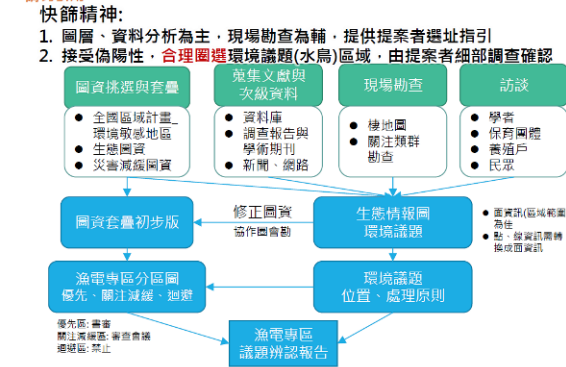 快篩精神:
1. 圖層、資料分析為主，現場勘查為輔，提供提案者選址指引
2. 接受偽陽性，合理圈選環境議題(水鳥)區域，由提案者細部調查確認
圖資挑選與套疊
● 全國區域計畫_
環境敏感地區
● 生態圖資
● 災害減緩圖資
蒐集文獻與
次級資料
● 資料庫
● 調查報告與
學術期刊
● 新聞、網路
現場勘查
● 棲地圖
● 關注類群
勘查
訪談
● 學者
● 保育團體
● 養殖戶
● 民眾
圖資套疊初步版
修正圖資
協作圈會勘
生態情報圖
環境議題
● 面資訊(區域範圍
為佳
● 點、線資訊需轉
換成面資訊
漁電專區分區圖
優先、關注減緩、迴避
環境議題
位置、處理原則
優先區: 書審
關注減緩區: 審查會議
迴避區: 禁止
漁電專區
議題辨認報告